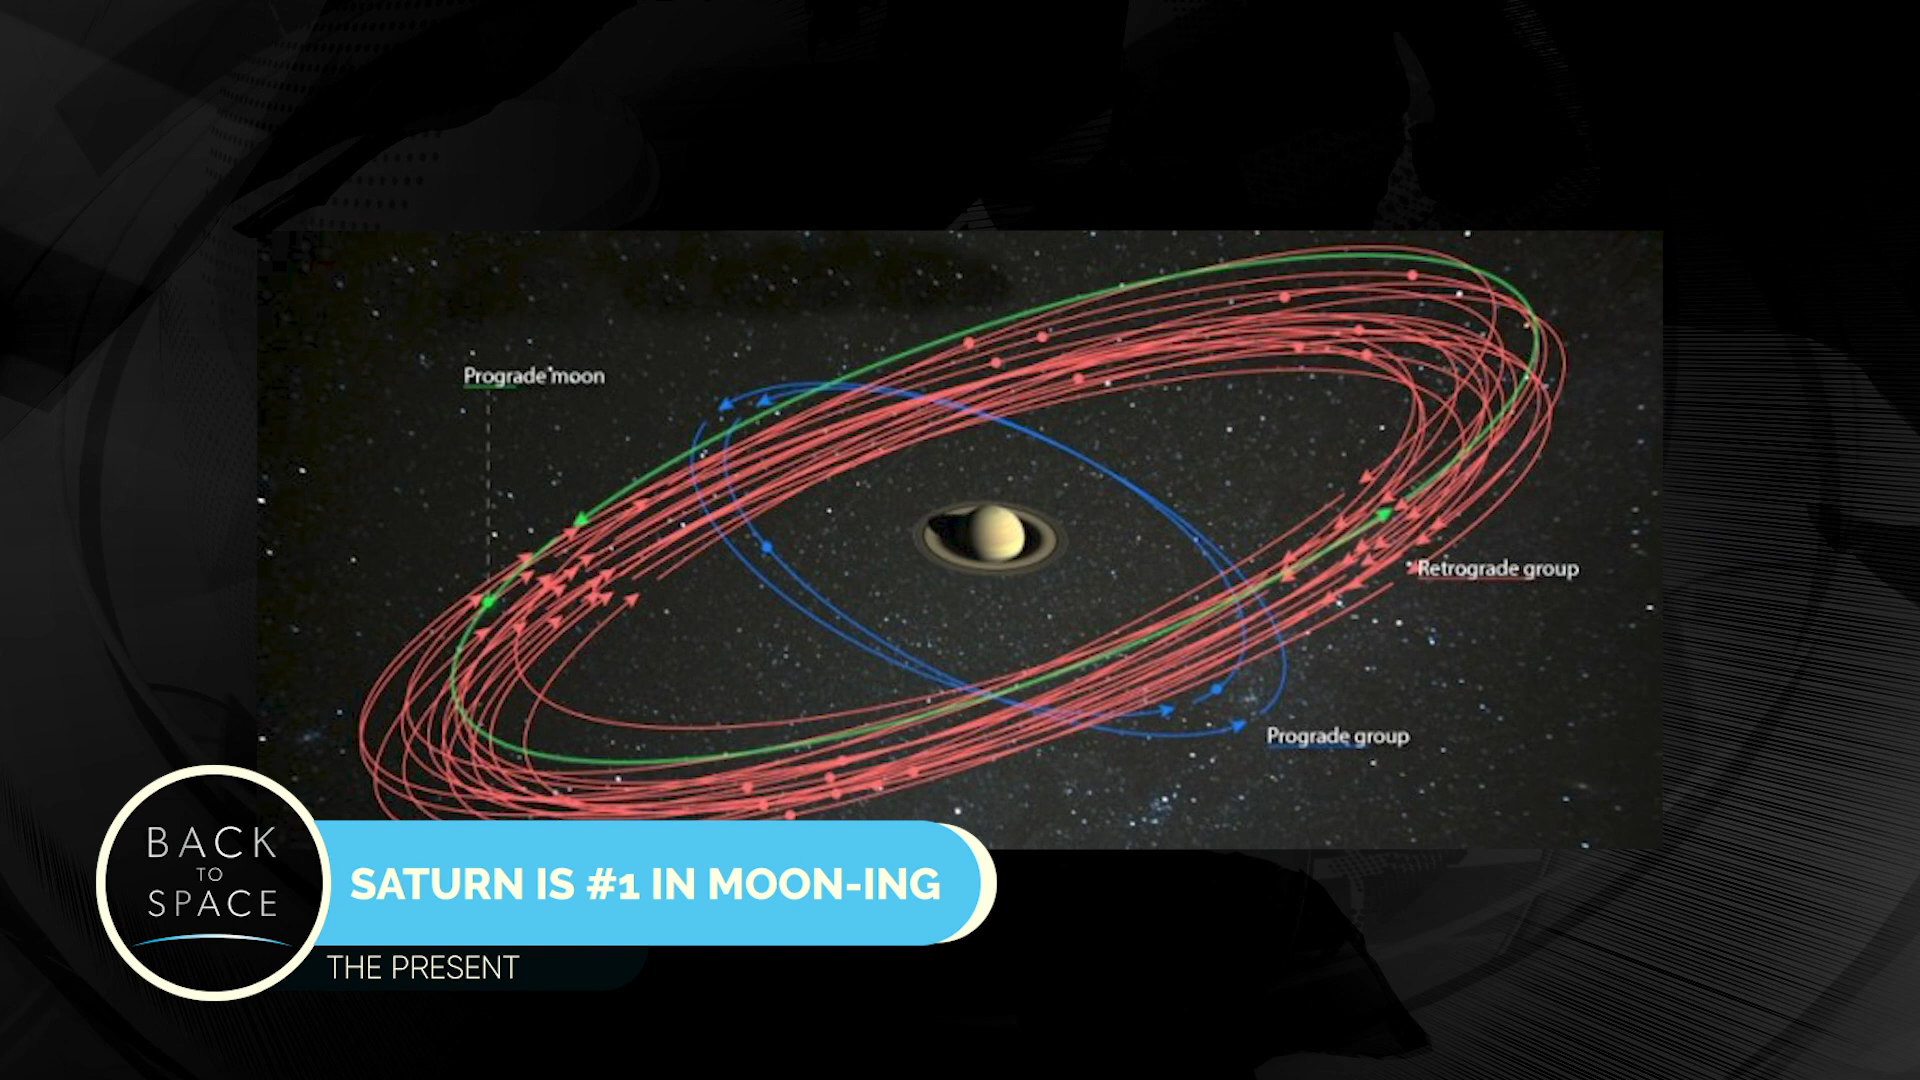 Prograde moon
Retrograde group
Prograde group
BACK
TO
SPACE
SATURN IS #1 IN MOON-ING
THE PRESENT